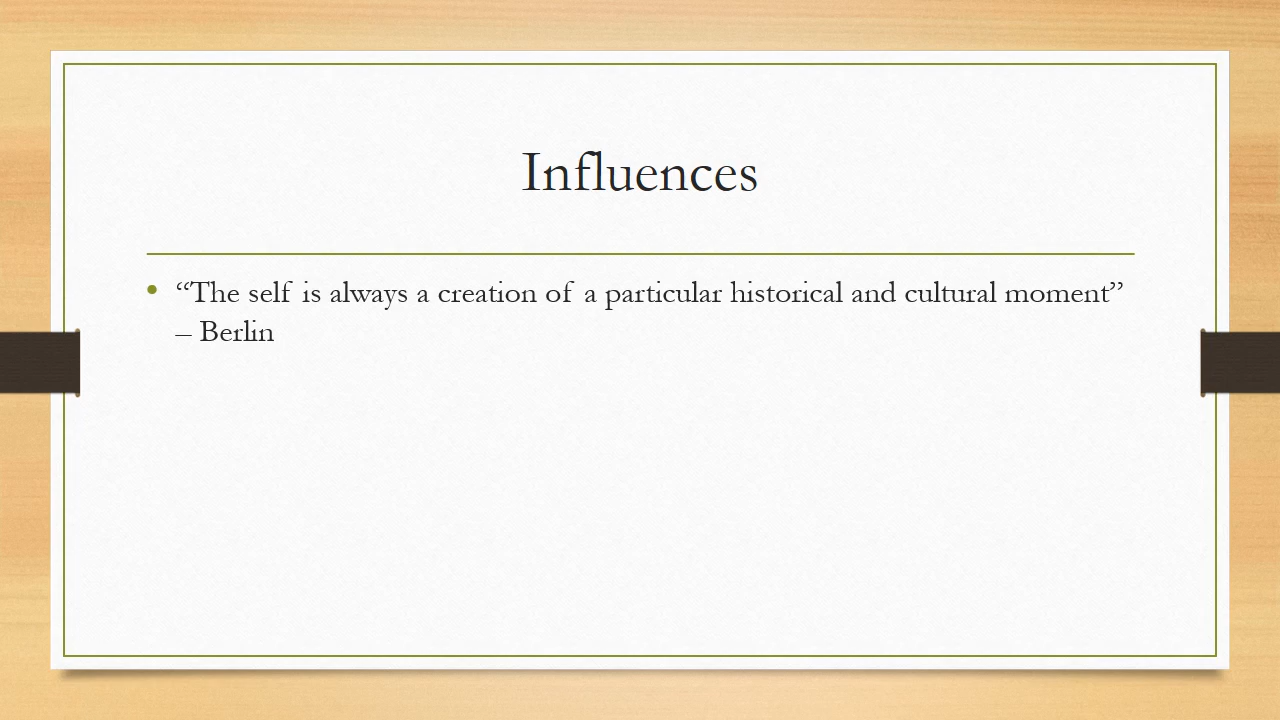 Influences
• “The self is always a creation of a particular historical and cultural moment”
– Berlin